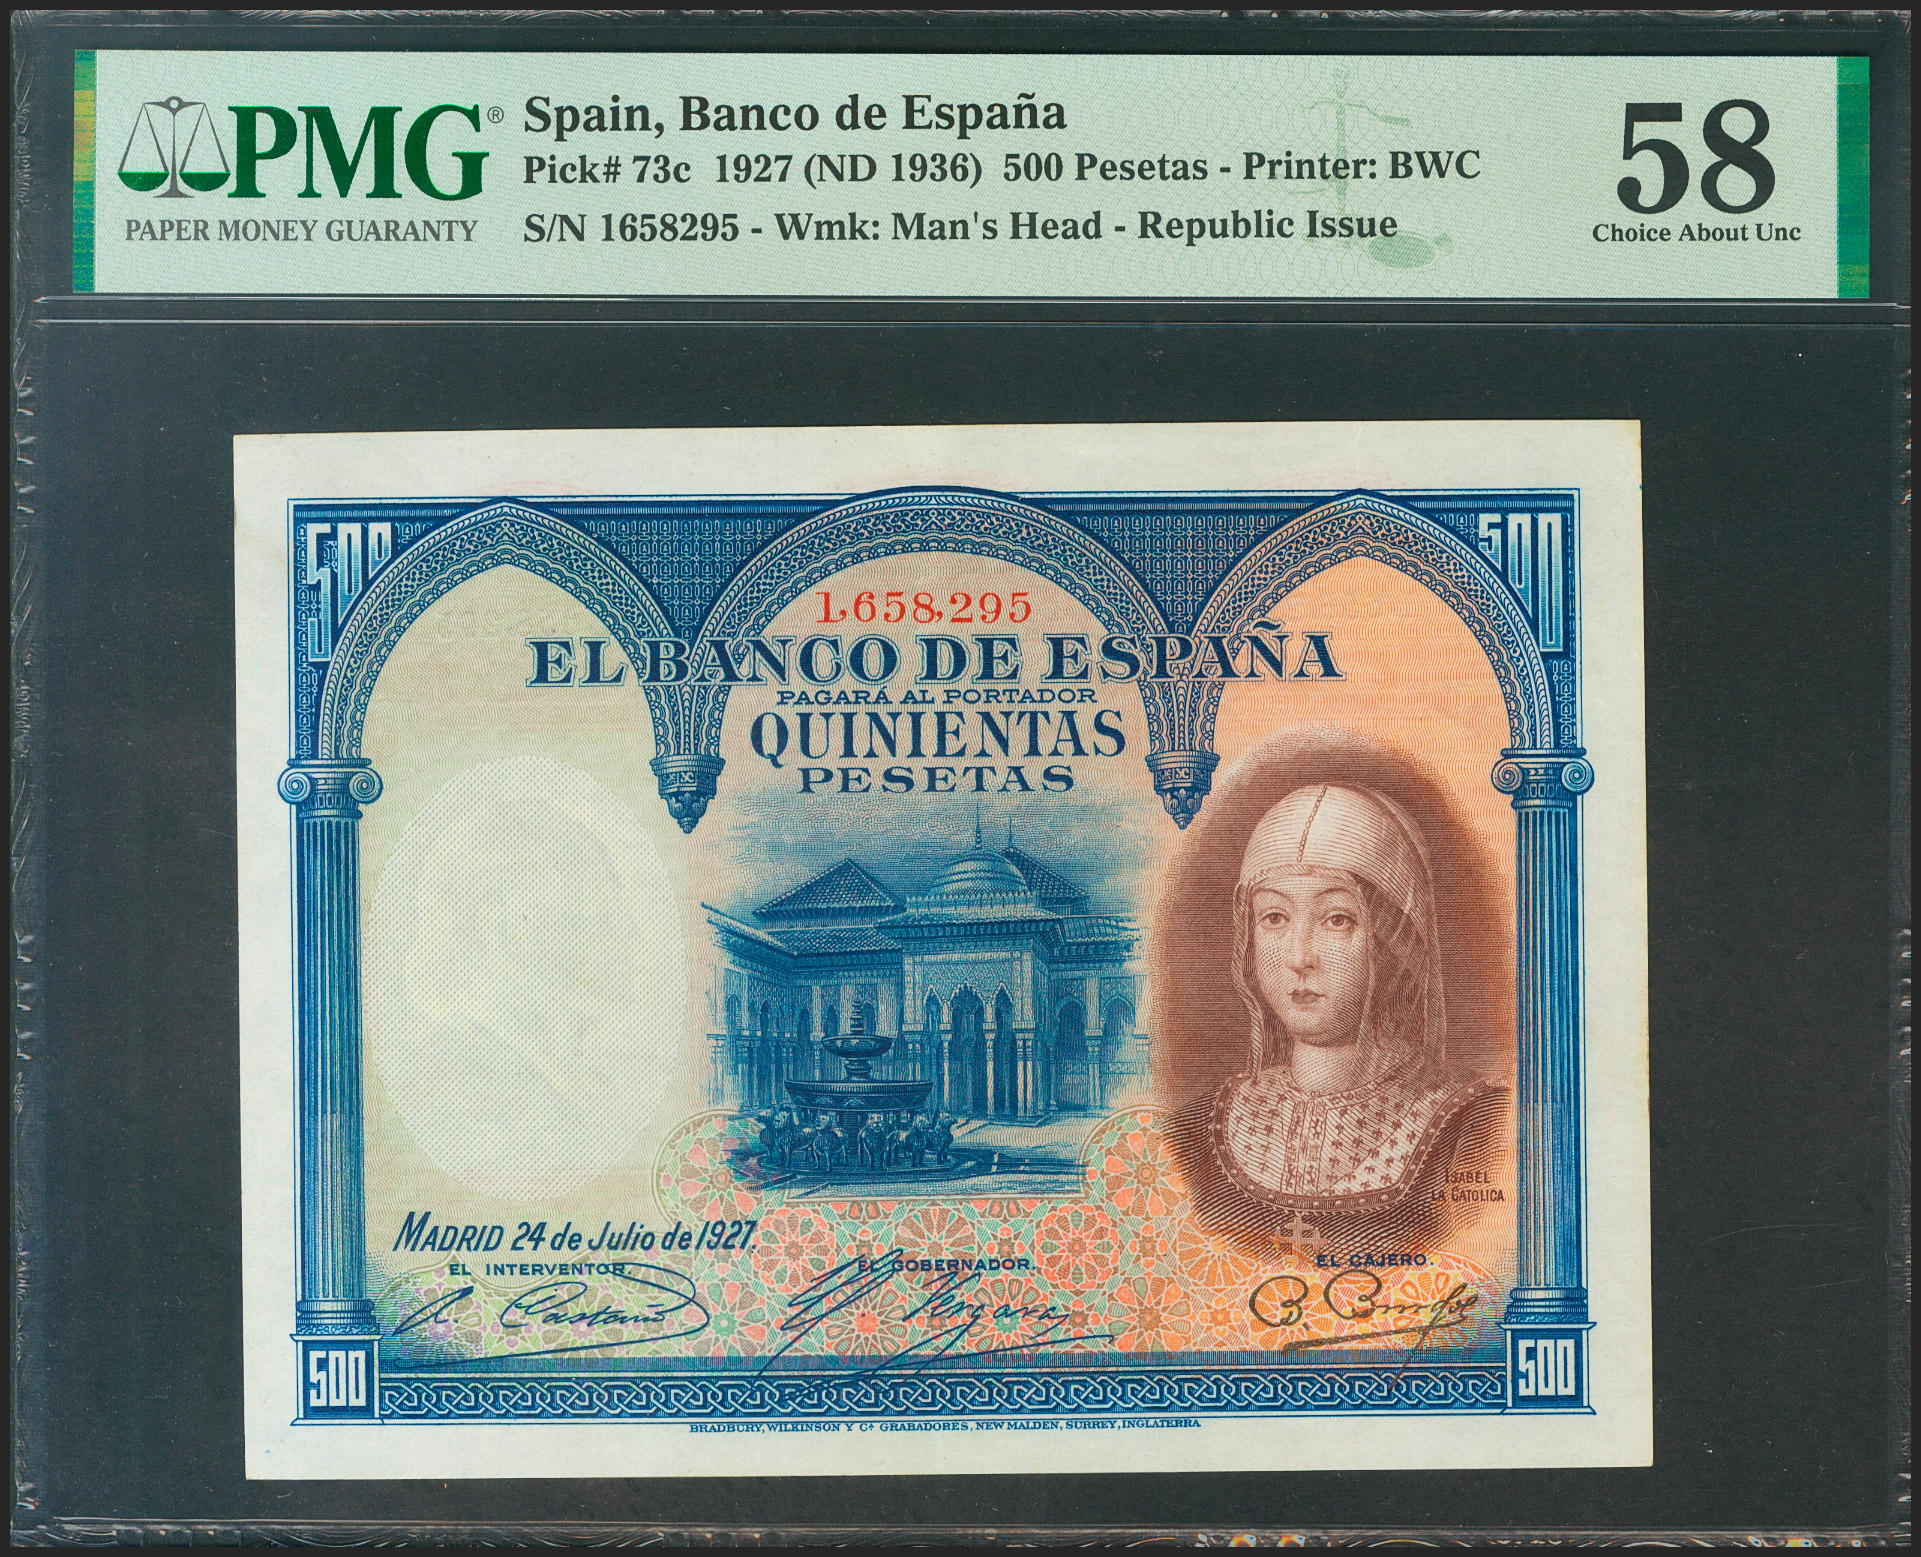 PMG®
PAPER MONEY GUARANTY
Spain, Banco de España
Pick# 73c 1927 (ND 1936) 500 Pesetas - Printer: BWC
S/N 1658295 - Wmk: Man's Head - Republic Issue
58
Choice About Unc
500
500
1,658,295
EL BANCO DE ESPAÑA
PAGARÁ AL PORTADOR
QUINIENTAS
PESETAS
ISABEL
LA CATOLICA
MADRID 24 de Julio de 1927.
EL INTERVENTOR.
EL GOBERNADOR.
EL CAJERO.
500
500
BRADBURY, WILKINSON Y Cª GRABADORES, NEW MALDEN, SURREY, INGLATERRA